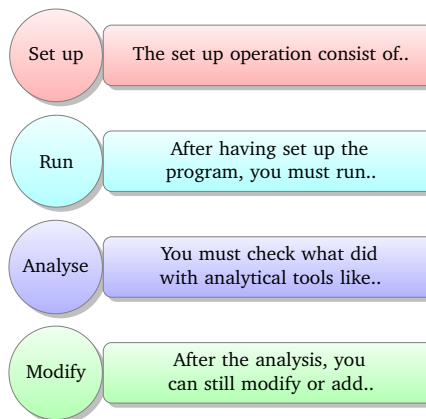 Set up
The set up operation consist of..
Run
After having set up the
program, you must run..
Analyse
You must check what did
with analytical tools like..
Modify
After the analysis, you
can still modify or add..